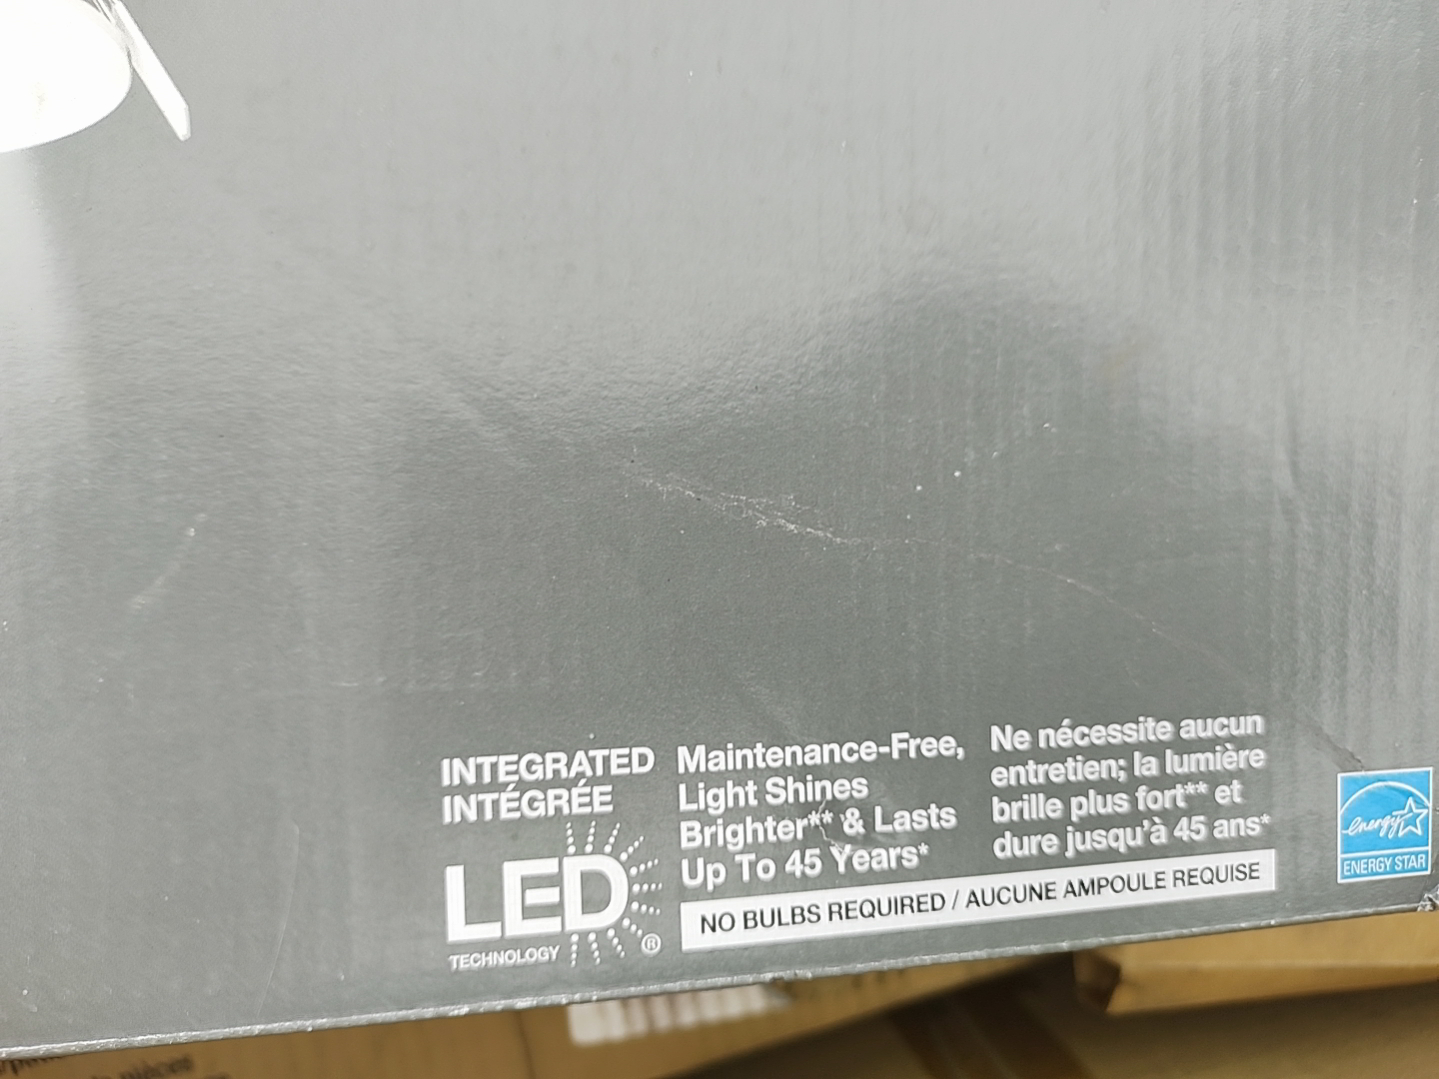 INTEGRATED
INTÉGRÉE
LED
TECHNOLOGY ®
Maintenance-Free,
Light Shines
Brighter** & Lasts
Up To 45 Years*
Ne nécessite aucun
entretien; la lumière
brille plus fort** et
dure jusqu'à 45 ans*
NO BULBS REQUIRED / AUCUNE AMPOULE REQUISE
energy
ENERGY STAR
pièces